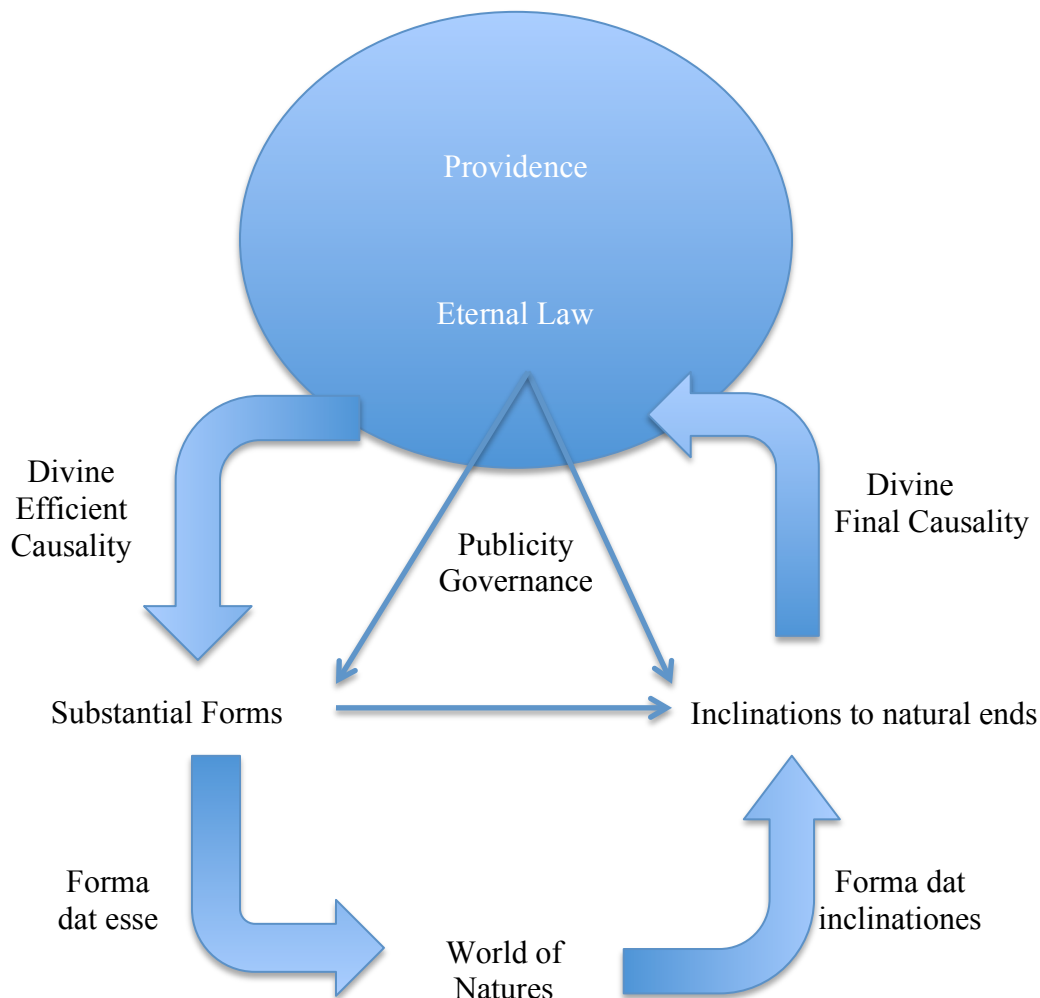 Providence
Eternal Law
Divine
Efficient
Causality
Publicity
Governance
Divine
Final Causality
Substantial Forms
Inclinations to natural ends
Forma
dat esse
World of
Natures
Forma dat
inclinationes